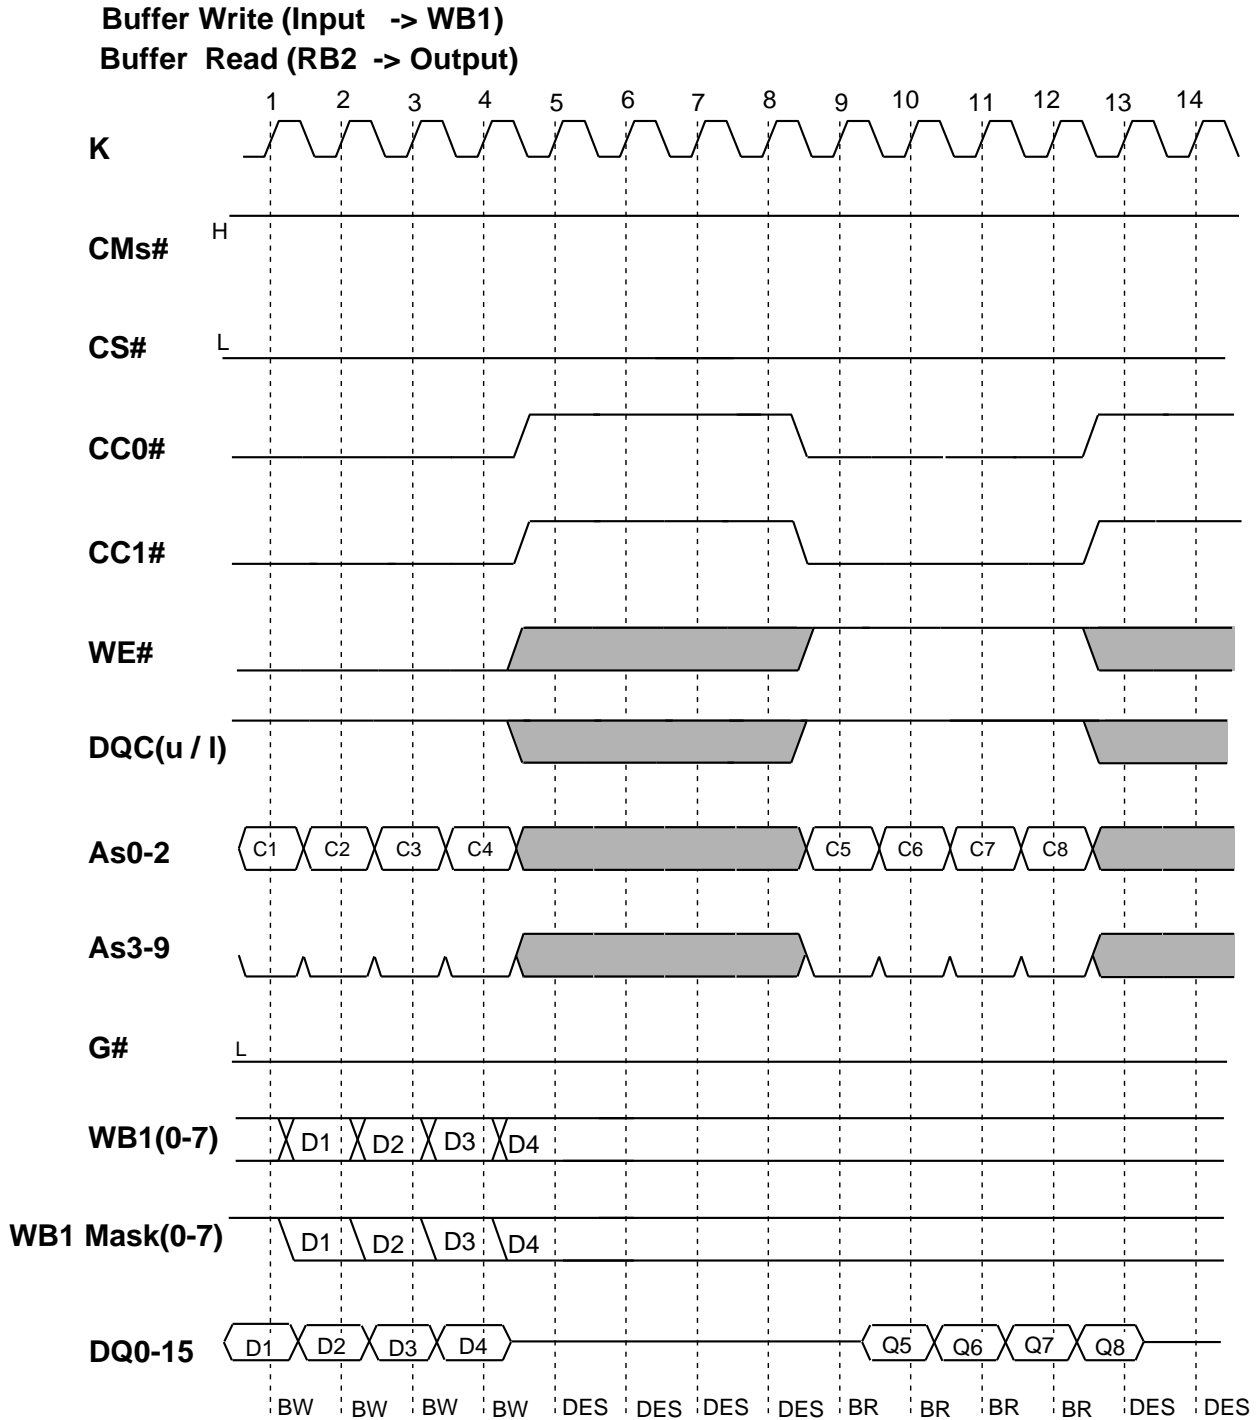 Buffer Write (Input -> WB1)
Buffer Read (RB2 -> Output)
1 2 3 4 5 6 7 8 9 10 11 12 13 14
K
H
CMs#
L
CS#
CC0#
CC1#
WE#
DQC(u / l)
As0-2 C1 C2 C3 C4 C5 C6 C7 C8
As3-9
G# L
WB1(0-7) D1 D2 D3 D4
WB1 Mask(0-7) D1 D2 D3 D4
DQ0-15 D1 D2 D3 D4 Q5 Q6 Q7 Q8
BW BW BW BW DES DES DES DES BR BR BR BR DES DES